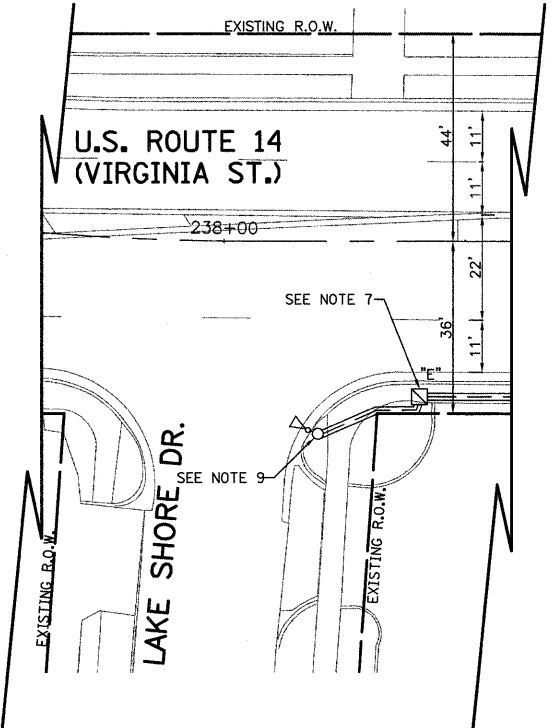 EXISTING R.O.W.
U.S. ROUTE 14
(VIRGINIA ST.)
44'
11'
11'
238+00
22'
36'
11'
SEE NOTE 7
"E"
SEE NOTE 9
LAKE SHORE DR.
EXISTING R.O.W.
EXISTING R.O.W.